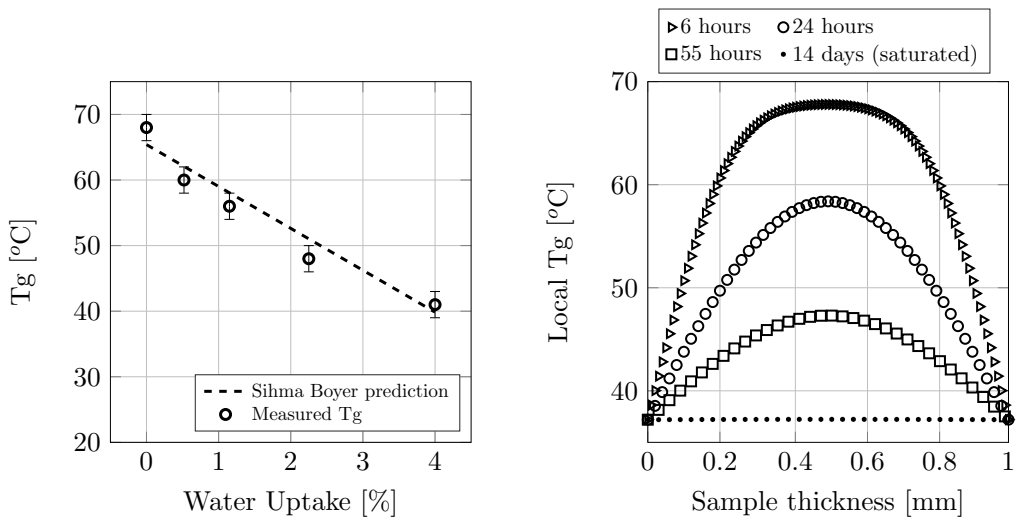 70
60
50
40
30
20
0
1
2
3
4
Tg [°C]
Water Uptake [%]
Sihma Boyer prediction
Measured Tg
6 hours
24 hours
55 hours
14 days (saturated)
70
60
50
40
0
0.2
0.4
0.6
0.8
1
Local Tg [°C]
Sample thickness [mm]